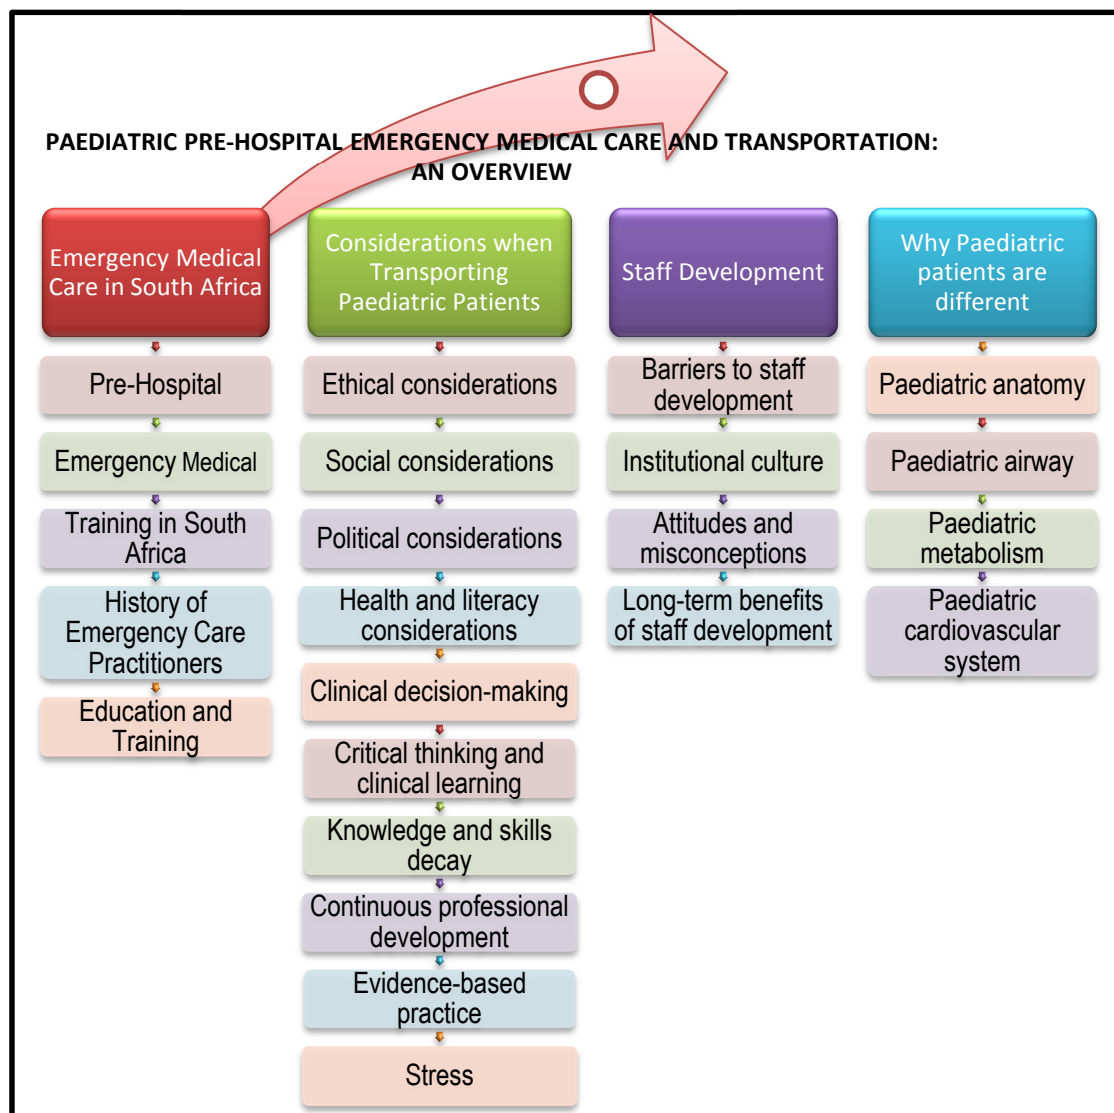 PAEDIATRIC PRE-HOSPITAL EMERGENCY MEDICAL CARE AND TRANSPORTATION:
AN OVERVIEW
Emergency Medical
Care in South Africa
Pre-Hospital
Emergency Medical
Training in South
Africa
History of
Emergency Care
Practitioners
Education and
Training
Considerations when
Transporting
Paediatric Patients
Ethical considerations
Social considerations
Political considerations
Health and literacy
considerations
Clinical decision-making
Critical thinking and
clinical learning
Knowledge and skills
decay
Continuous professional
development
Evidence-based
practice
Stress
Staff Development
Barriers to staff
development
Institutional culture
Attitudes and
misconceptions
Long-term benefits
of staff development
Why Paediatric
patients are
different
Paediatric anatomy
Paediatric airway
Paediatric
metabolism
Paediatric
cardiovascular
system